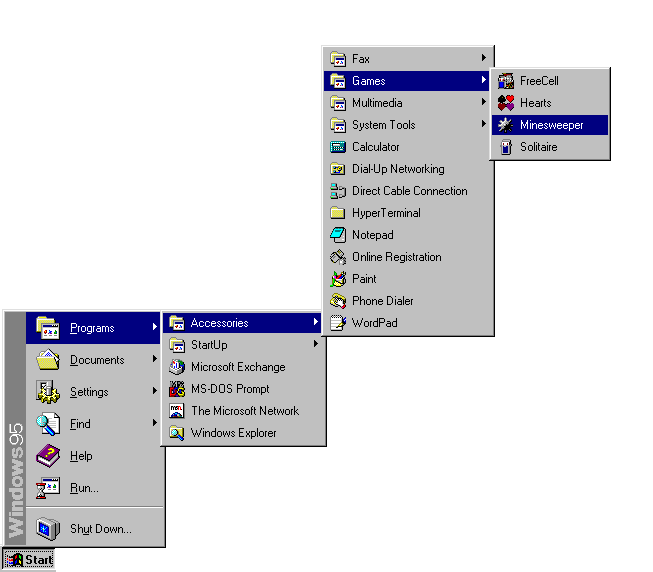 Fax
Games
Multimedia
System Tools
Calculator
Dial-Up Networking
Direct Cable Connection
HyperTerminal
Notepad
Online Registration
Paint
Phone Dialer
WordPad
FreeCell
Hearts
Minesweeper
Solitaire
Accessories
StartUp
Microsoft Exchange
MS-DOS Prompt
The Microsoft Network
Windows Explorer
Programs
Documents
Settings
Find
Help
Run...
Shut Down...
Windows95
Start